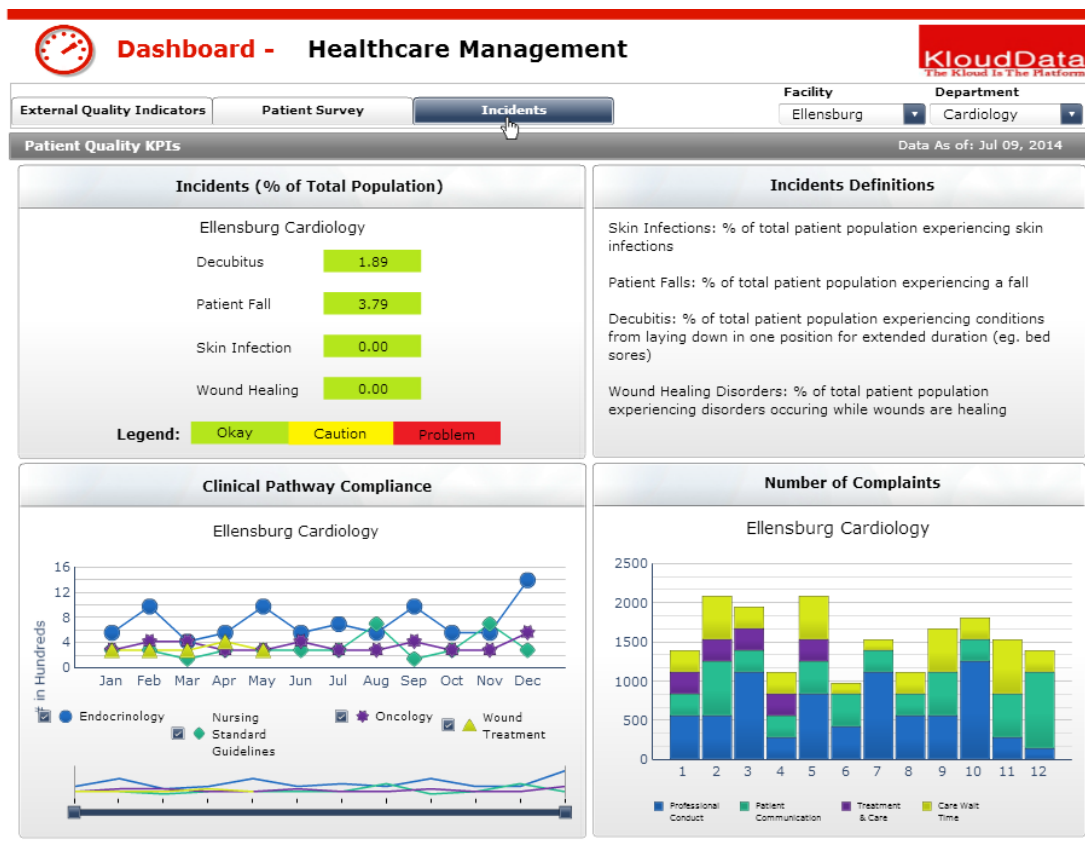 Dashboard - Healthcare Management
KloudData
The Kloud Is The Platform
Facility Department
External Quality Indicators Patient Survey Incidents Ellensburg Cardiology
Patient Quality KPIs Data As of: Jul 09, 2014
Incidents (% of Total Population)
Ellensburg Cardiology
Decubitus 1.89
Patient Fall 3.79
Skin Infection 0.00
Wound Healing 0.00
Legend: Okay Caution Problem
Incidents Definitions
Skin Infections: % of total patient population experiencing skin
infections
Patient Falls: % of total patient population experiencing a fall
Decubitis: % of total patient population experiencing conditions
from laying down in one position for extended duration (eg. bed
sores)
Wound Healing Disorders: % of total patient population
experiencing disorders occuring while wounds are healing
Clinical Pathway Compliance
Ellensburg Cardiology
# in Hundreds
16
12
8
4
0
Jan Feb Mar Apr May Jun Jul Aug Sep Oct Nov Dec
Endocrinology
Nursing
Standard
Guidelines
Oncology
Wound
Treatment
Number of Complaints
Ellensburg Cardiology
2500
2000
1500
1000
500
0
1 2 3 4 5 6 7 8 9 10 11 12
Professional
Conduct
Patient
Communication
Treatment
& Care
Care Wait
Time